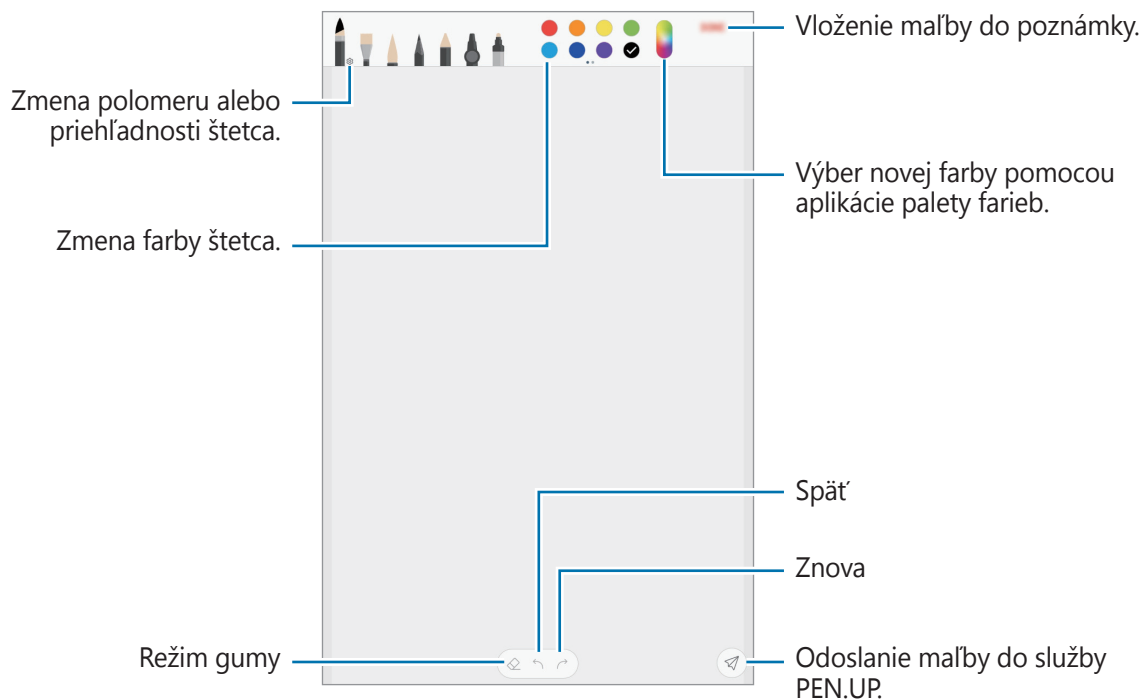 Vloženie maľby do poznámky.
Zmena polomeru alebo
priehľadnosti štetca.
Výber novej farby pomocou
aplikácie palety farieb.
Zmena farby štetca.
Späť
Znova
Režim gumy
Odoslanie maľby do služby
PEN.UP.